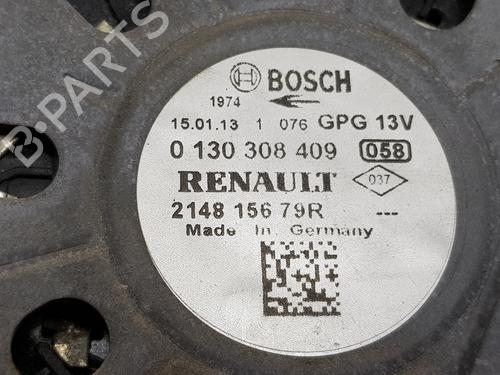 BOSCH
1974
15.01.13 1 076 GPG 13V
0 130 308 409 058
RENAULT 037
2148 156 79R ---
Made In Germany
B-PARTS